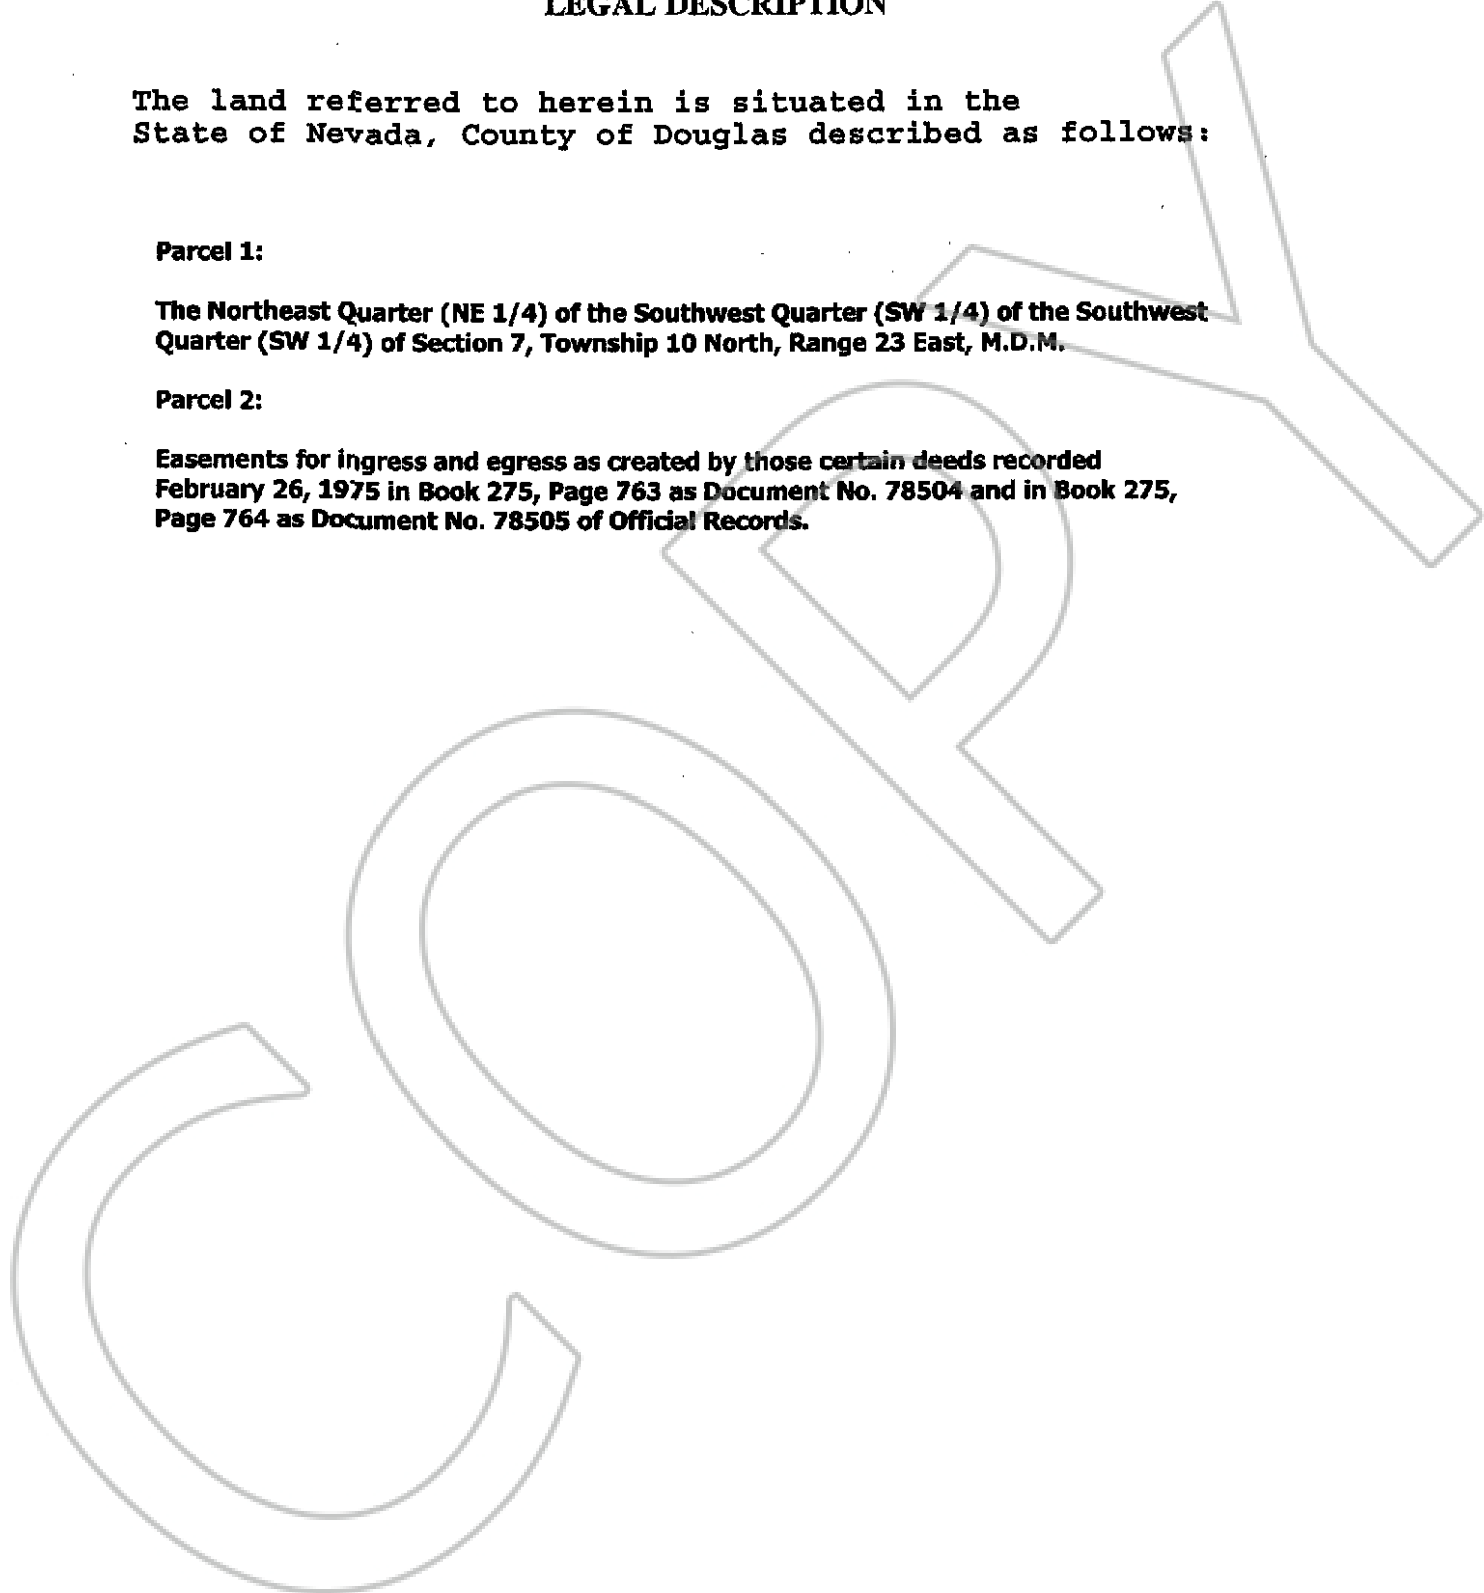 LEGAL DESCRIPTION
The land referred to herein is situated in the
State of Nevada, County of Douglas described as follows:
Parcel 1:
The Northeast Quarter (NE 1/4) of the Southwest Quarter (SW 1/4) of the Southwest
Quarter (SW 1/4) of Section 7, Township 10 North, Range 23 East, M.D.M.
Parcel 2:
Easements for ingress and egress as created by those certain deeds recorded
February 26, 1975 in Book 275, Page 763 as Document No. 78504 and in Book 275,
Page 764 as Document No. 78505 of Official Records.
COPY